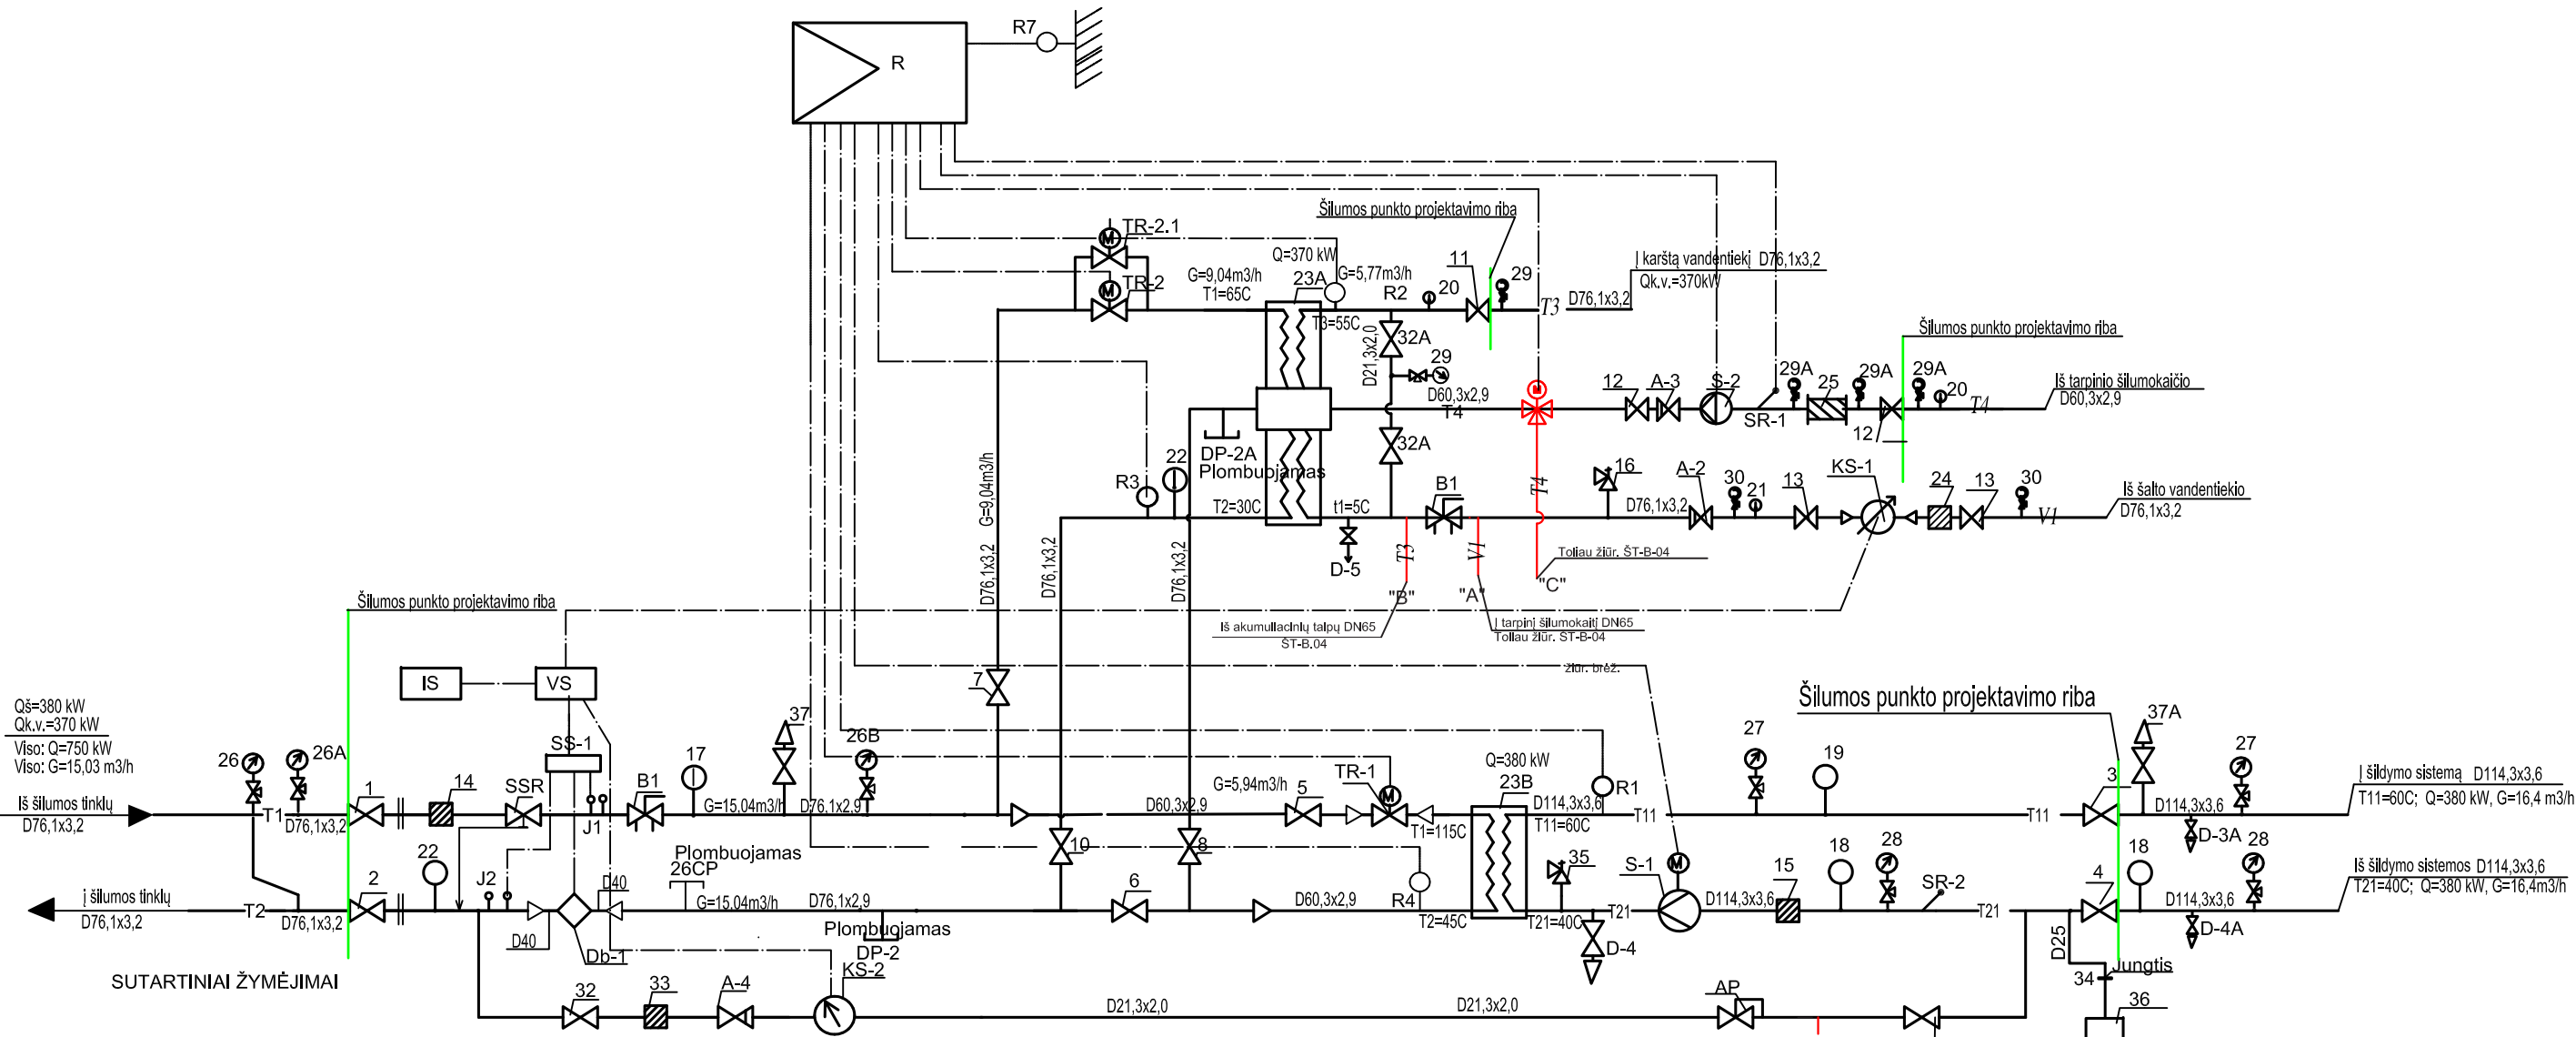 R7
R
Šilumos punkto projektavimo riba
TR-2.1
TR-2
Q=370 kW
G=9,04m3/h
T1=65C
23A
G=5,77m3/h
R2
20
11
29
T3
D76,1x3,2
Į karštą vandentiekį D76,1x3,2
Qk.v.=370kW
T3=55C
D21,3x2,0
32A
29
D60,3x2,9
T4
Šilumos punkto projektavimo riba
12
A-3
S-2
SR-1
29A
25
29A
12
29A
20
T4
Iš tarpinio šilumokaičio
D60,3x2,9
DP-2A
Plombuojamas
32A
R3
22
T2=30C
t1=5C
B1
16
D76,1x3,2
A-2
30
21
13
KS-1
24
13
30
V1
Iš šalto vandentiekio
D76,1x3,2
G=9,04m3/h
D76,1x3,2
D76,1x3,2
D76,1x3,2
D-5
T3
V1
T4
"B"
"A"
"C"
Toliau žiūr. ŠT-B-04
Iš akumuliacinių talpų DN65
ŠT-B.04
Į tarpinį šilumokaitį DN65
Toliau žiūr. ŠT-B-04
žiūr. brėž.
Šilumos punkto projektavimo riba
IS
VS
7
Qš=380 kW
Qk.v.=370 kW
Viso: Q=750 kW
Viso: G=15,03 m3/h
26
26A
1
14
SSR
SS-1
J1
B1
17
37
26B
G=15.04m3/h
D76,1x2,9
D60,3x2,9
G=5,94m3/h
5
TR-1
T1=115C
Q=380 kW
23B
D114,3x3,6
T11=60C
R1
T11
27
19
Šilumos punkto projektavimo riba
37A
3
T11
27
D114,3x3,6
D-3A
Į šildymo sistemą D114,3x3,6
T11=60C; Q=380 kW, G=16,4 m3/h
Iš šilumos tinklų
D76,1x3,2
T1
D76,1x3,2
10
8
22
2
J2
Plombuojamas
26CP
D40
G=15.04m3/h
D76,1x2,9
6
D60,3x2,9
R4
T2=45C
T21=40C
35
T21
S-1
D114,3x3,6
15
18
28
SR-2
T21
4
18
28
D114,3x3,6
D-4A
Iš šildymo sistemos D114,3x3,6
T21=40C; Q=380 kW, G=16,4m3/h
į šilumos tinklų
D76,1x3,2
T2
D76,1x3,2
D40
Db-1
Plombuojamas
DP-2
KS-2
D-4
D25
Jungtis
34
36
SUTARTINIAI ŽYMĖJIMAI
32
33
A-4
D21,3x2,0
D21,3x2,0
AP